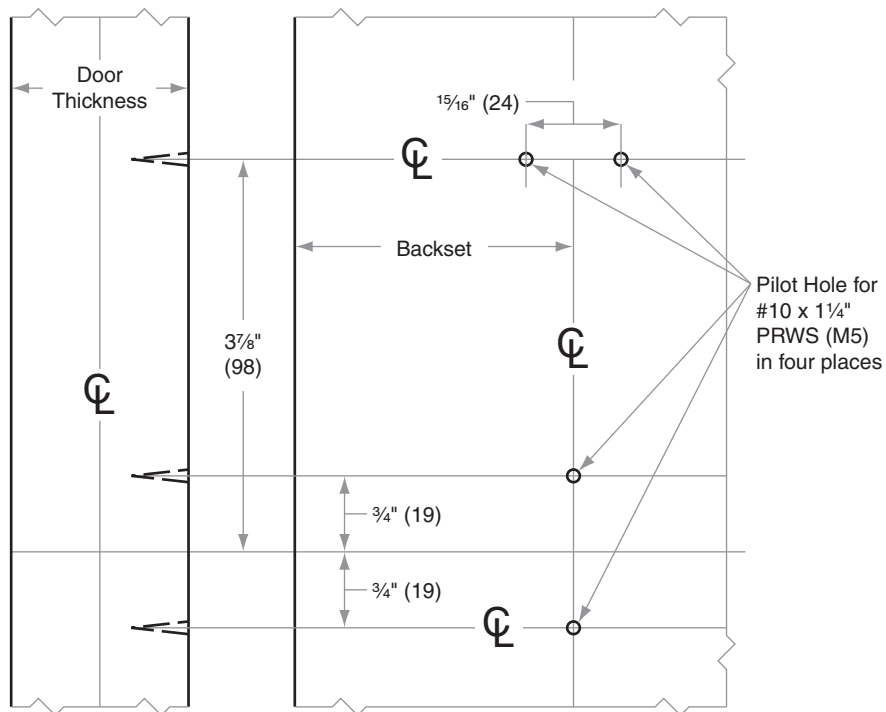 Door
Thickness
¹⁵⁄₁₆" (24)
℄
Backset
Pilot Hole for
#10 x 1¼"
PRWS (M5)
in four places
3⅞"
(98)
℄
℄
¾" (19)
¾" (19)
℄